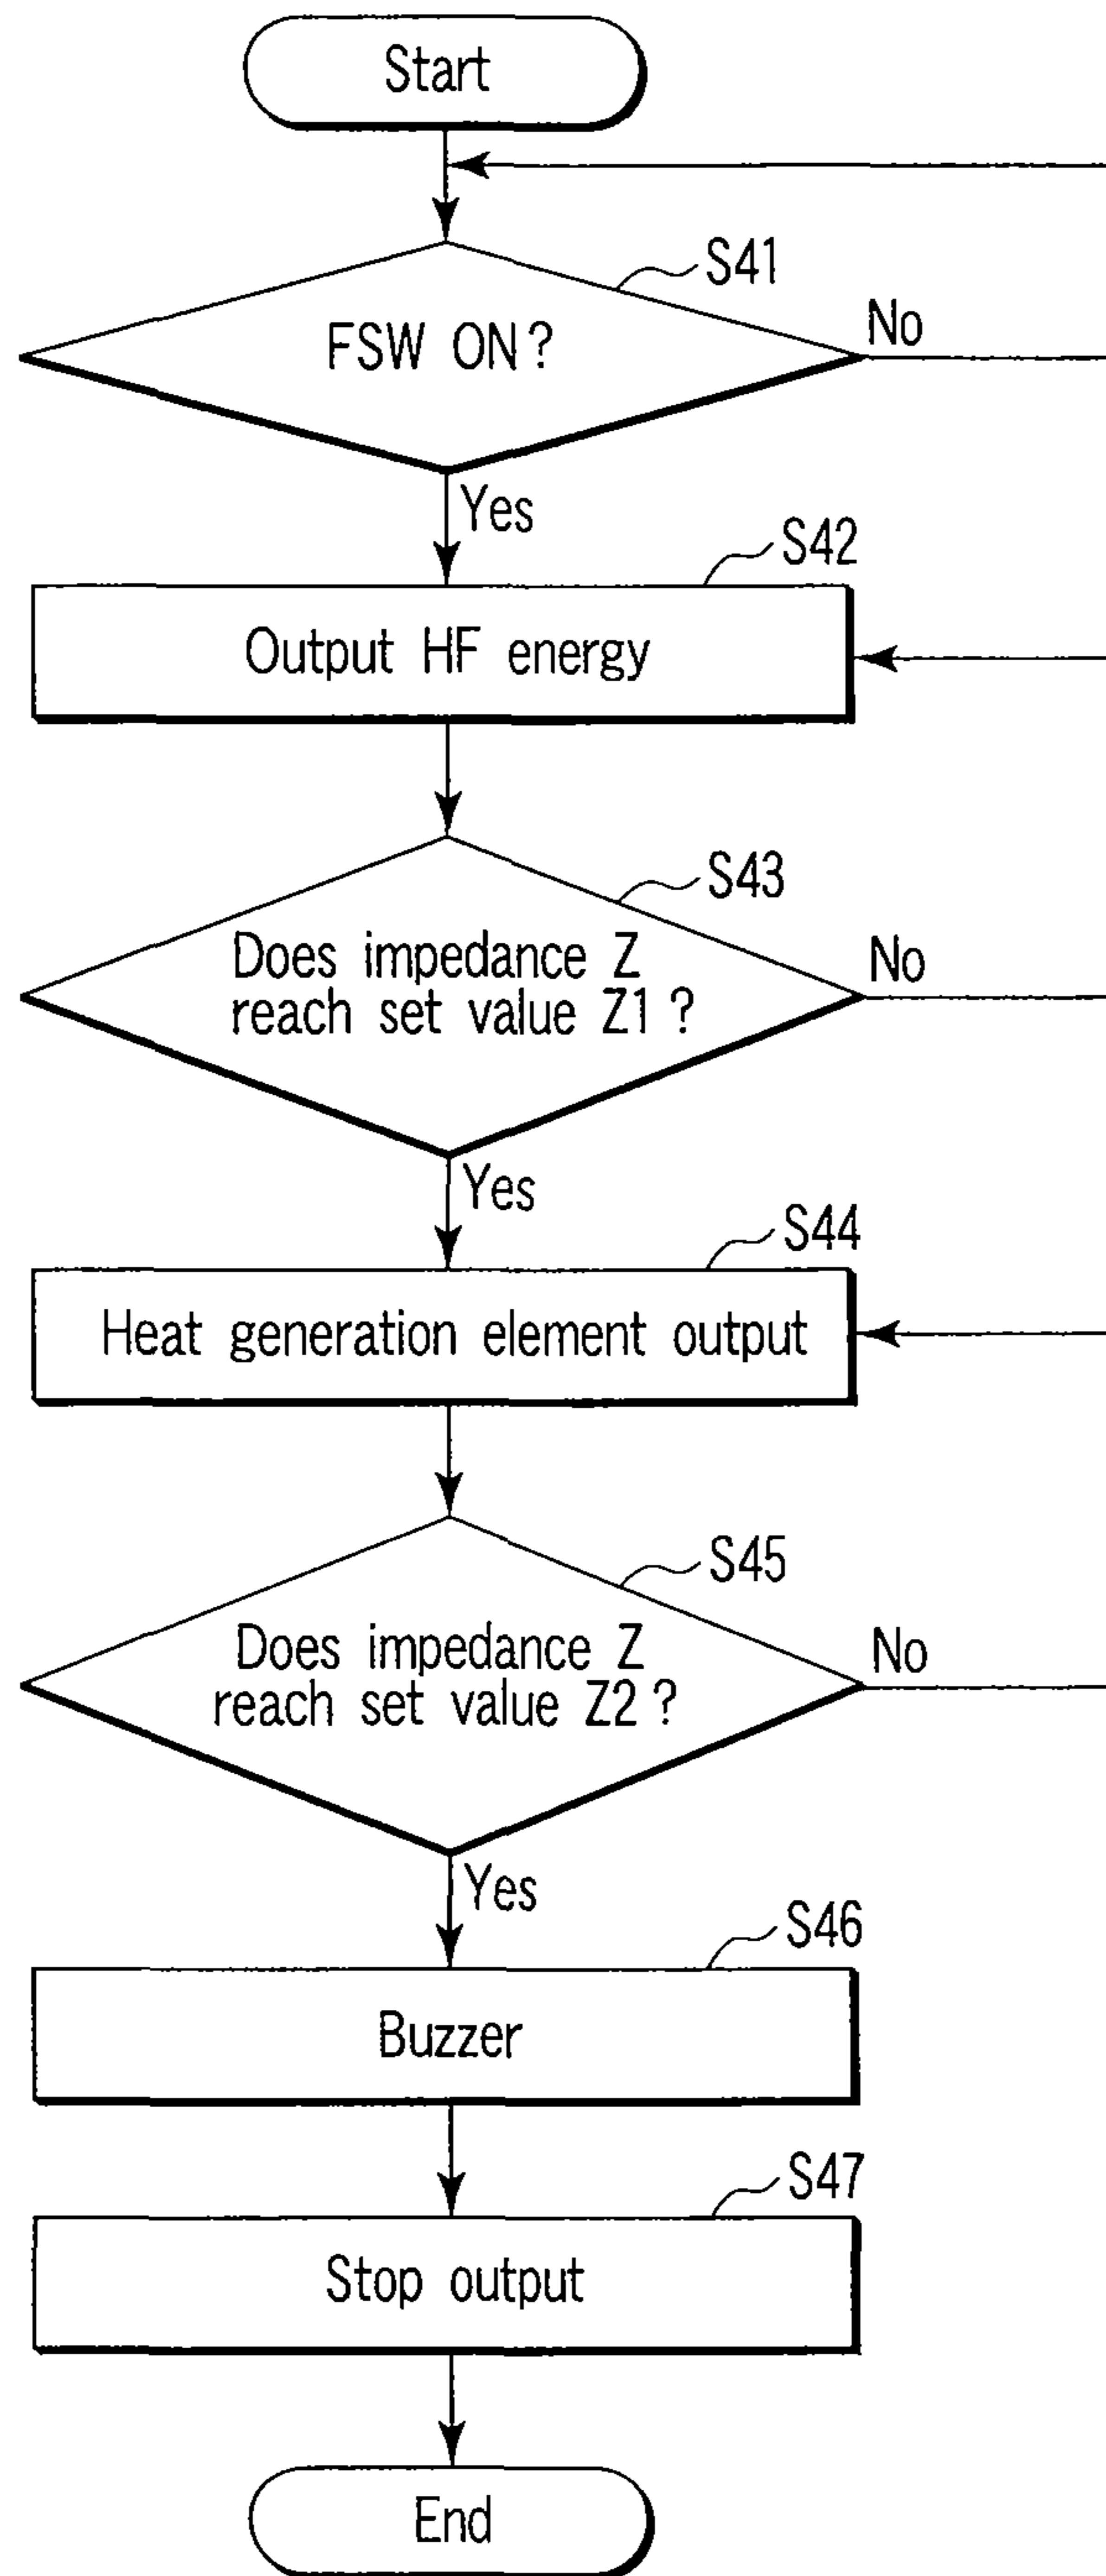 Start
S41
FSW ON?
No
Yes
S42
Output HF energy
S43
Does impedance Z
reach set value Z1?
No
Yes
S44
Heat generation element output
S45
Does impedance Z
reach set value Z2?
No
Yes
S46
Buzzer
S47
Stop output
End